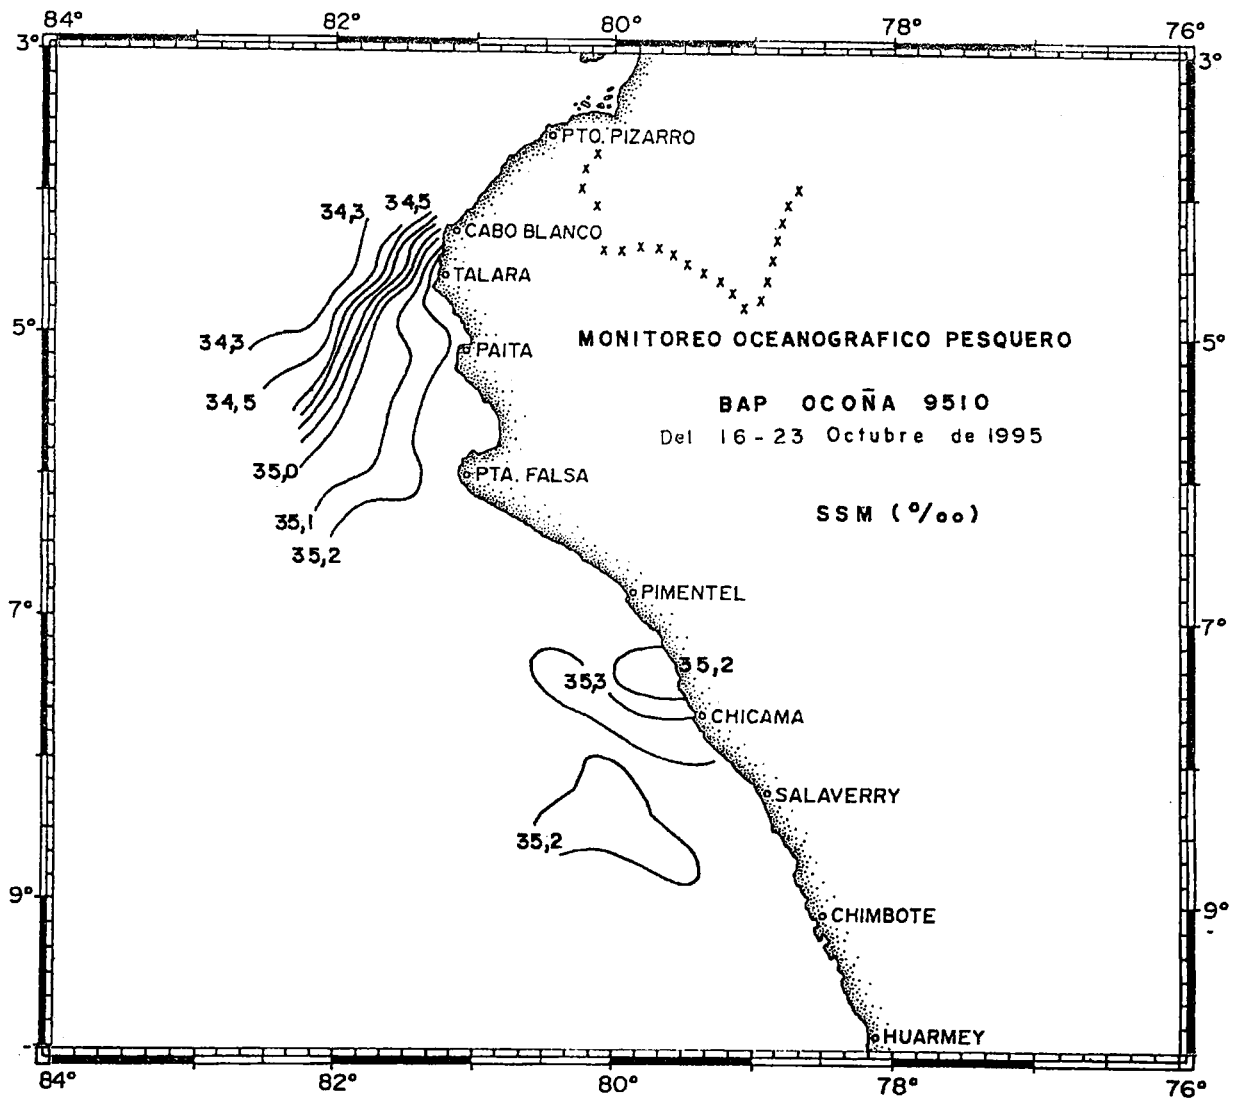 84°
82°
80°
78°
76°
3°
3°
PTO. PIZARRO
34,3
34,5
CABO BLANCO
TALARA
5°
34,3
MONITOREO OCEANOGRAFICO PESQUERO
5°
PAITA
34,5
BAP OCOÑA 9510
Del 16-23 Octubre de 1995
35,0
PTA. FALSA
35,1
SSM (°/oo)
35,2
PIMENTEL
7°
7°
35,2
35,3
CHICAMA
SALAVERRY
35,2
9°
CHIMBOTE
9°
HUARMEY
84°
82°
80°
78°
76°